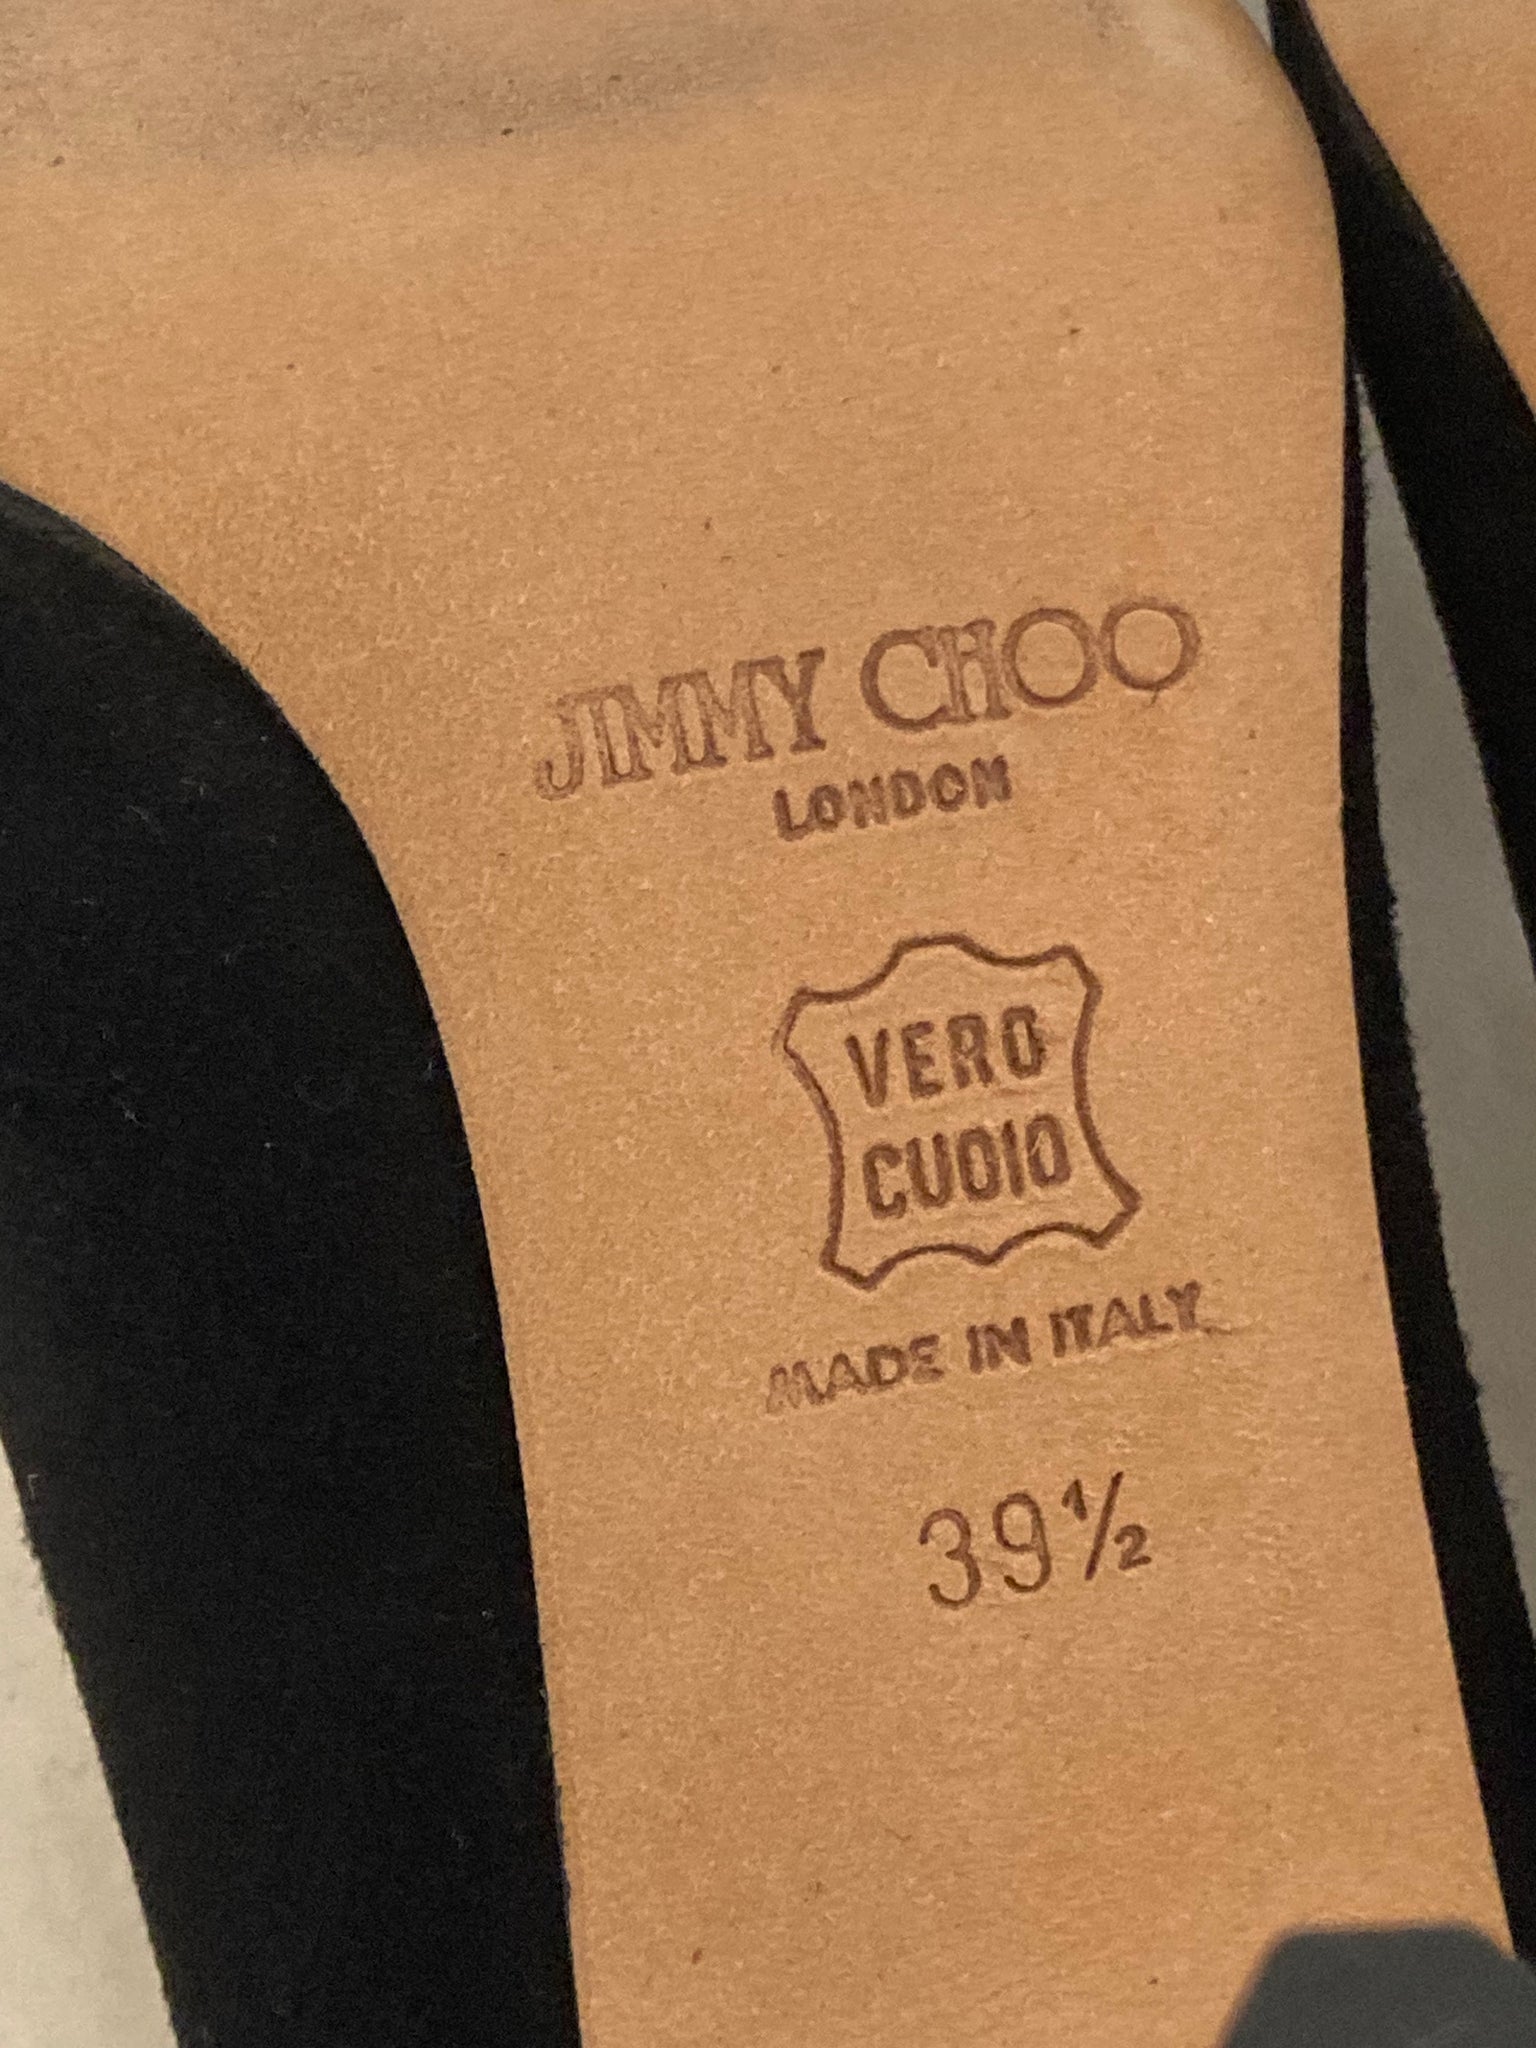 JIMMY CHOO
LONDON
VERO
CUOIO
MADE IN ITALY
39½